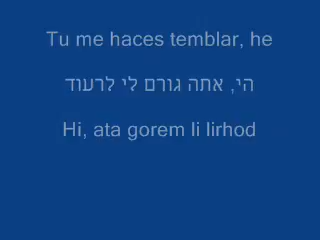 Tu me haces temblar, he
הי, אתה גורם לי לרעוד
Hi, ata gorem li lirhod